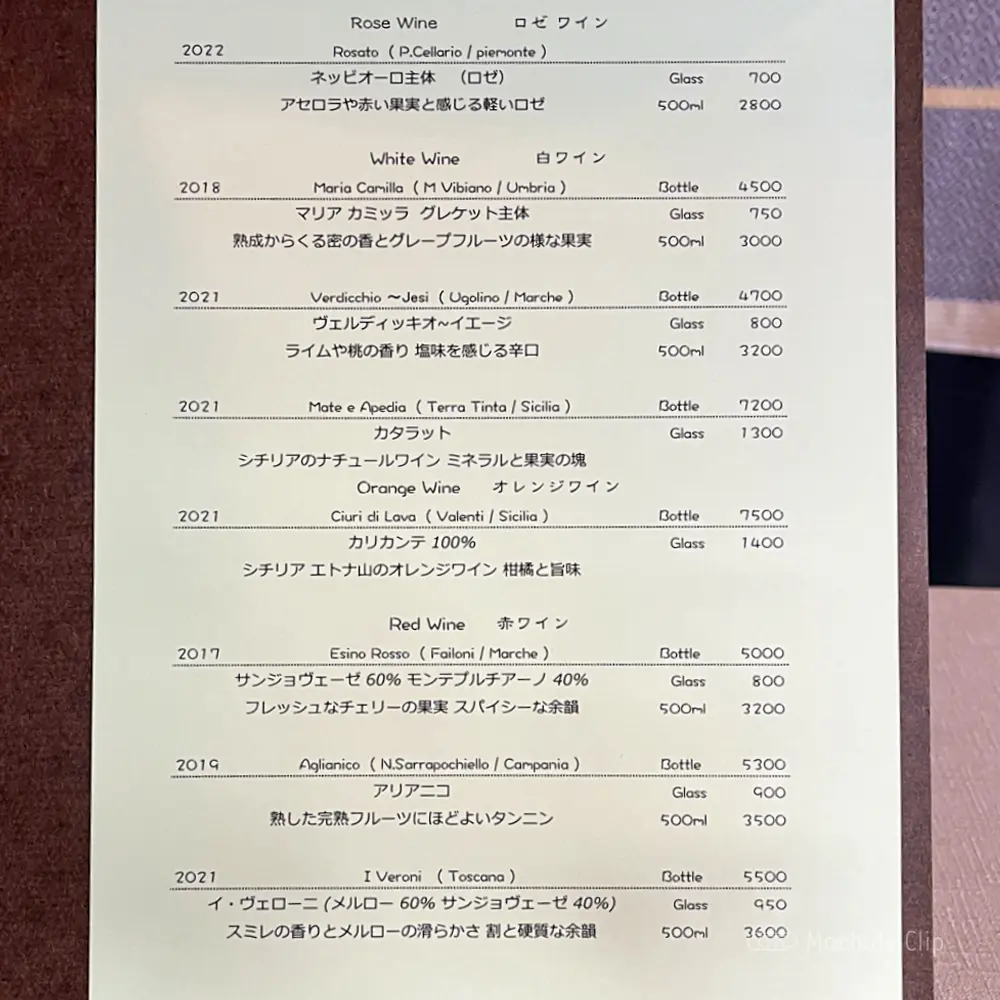 Rose Wine ロゼ ワイン
2022 Rosato ( P.Cellario / piemonte )
ネッビオーロ主体 (ロゼ) Glass 700
アセロラや赤い果実と感じる軽いロゼ 500ml 2800
White Wine 白ワイン
2018 Maria Camilla ( M Vibiano / Umbria ) Bottle 4500
マリア カミッラ グレケット主体 Glass 750
熟成からくる密の香とグレープフルーツの様な果実 500ml 3000
2021 Verdicchio ～Jesi ( Ugolino / Marche ) Bottle 4700
ヴェルディッキオ~イエージ Glass 800
ライムや桃の香り 塩味を感じる辛口 500ml 3200
2021 Mate e Apedia ( Terra Tinta / Sicilia ) Bottle 7200
カタラット Glass 1300
シチリアのナチュールワイン ミネラルと果実の塊
Orange Wine オレンジワイン
2021 Ciuri di Lava ( Valenti / Sicilia ) Bottle 7500
カリカンテ 100% Glass 1400
シチリア エトナ山のオレンジワイン 柑橘と旨味
Red Wine 赤ワイン
2017 Esino Rosso ( Failoni / Marche ) Bottle 5000
サンジョヴェーゼ 60% モンテプルチアーノ 40% Glass 800
フレッシュなチェリーの果実 スパイシーな余韻 500ml 3200
2019 Aglianico ( N.Sarrapochiello / Campania ) Bottle 5300
アリアニコ Glass 900
熟した完熟フルーツにほどよいタンニン 500ml 3500
2021 I Veroni ( Toscana ) Bottle 5500
イ・ヴェローニ (メルロー 60% サンジョヴェーゼ 40%) Glass 950
スミレの香りとメルローの滑らかさ 割と硬質な余韻 500ml 3600
Clip